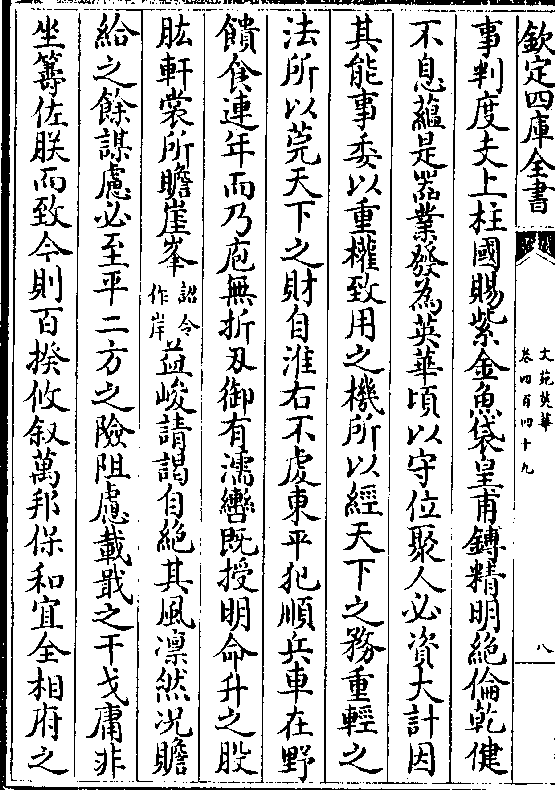 欽定四庫全書
文苑英華
卷四百四十九
八
事判度支上柱國賜紫金魚袋皇甫鎛精明絶倫乾健
不息蘊是器業發為英華頃以守位聚人必資大計因
其能事委以重權致用之機所以經天下之務重輕之
法所以莞天下之財自淮右不虔東平犯順兵車在野
饋食連年而乃庖無折刃御有濡轡既授明命升之股
肱軒裳所瞻崖峯詔令作岸益峻請謁自絶其風凛然况贍
給之餘謀慮必至平二方之險阻慮載戢之干戈庸非
坐籌佐朕而致今則百揆攸叙萬邦保和宜全相府之